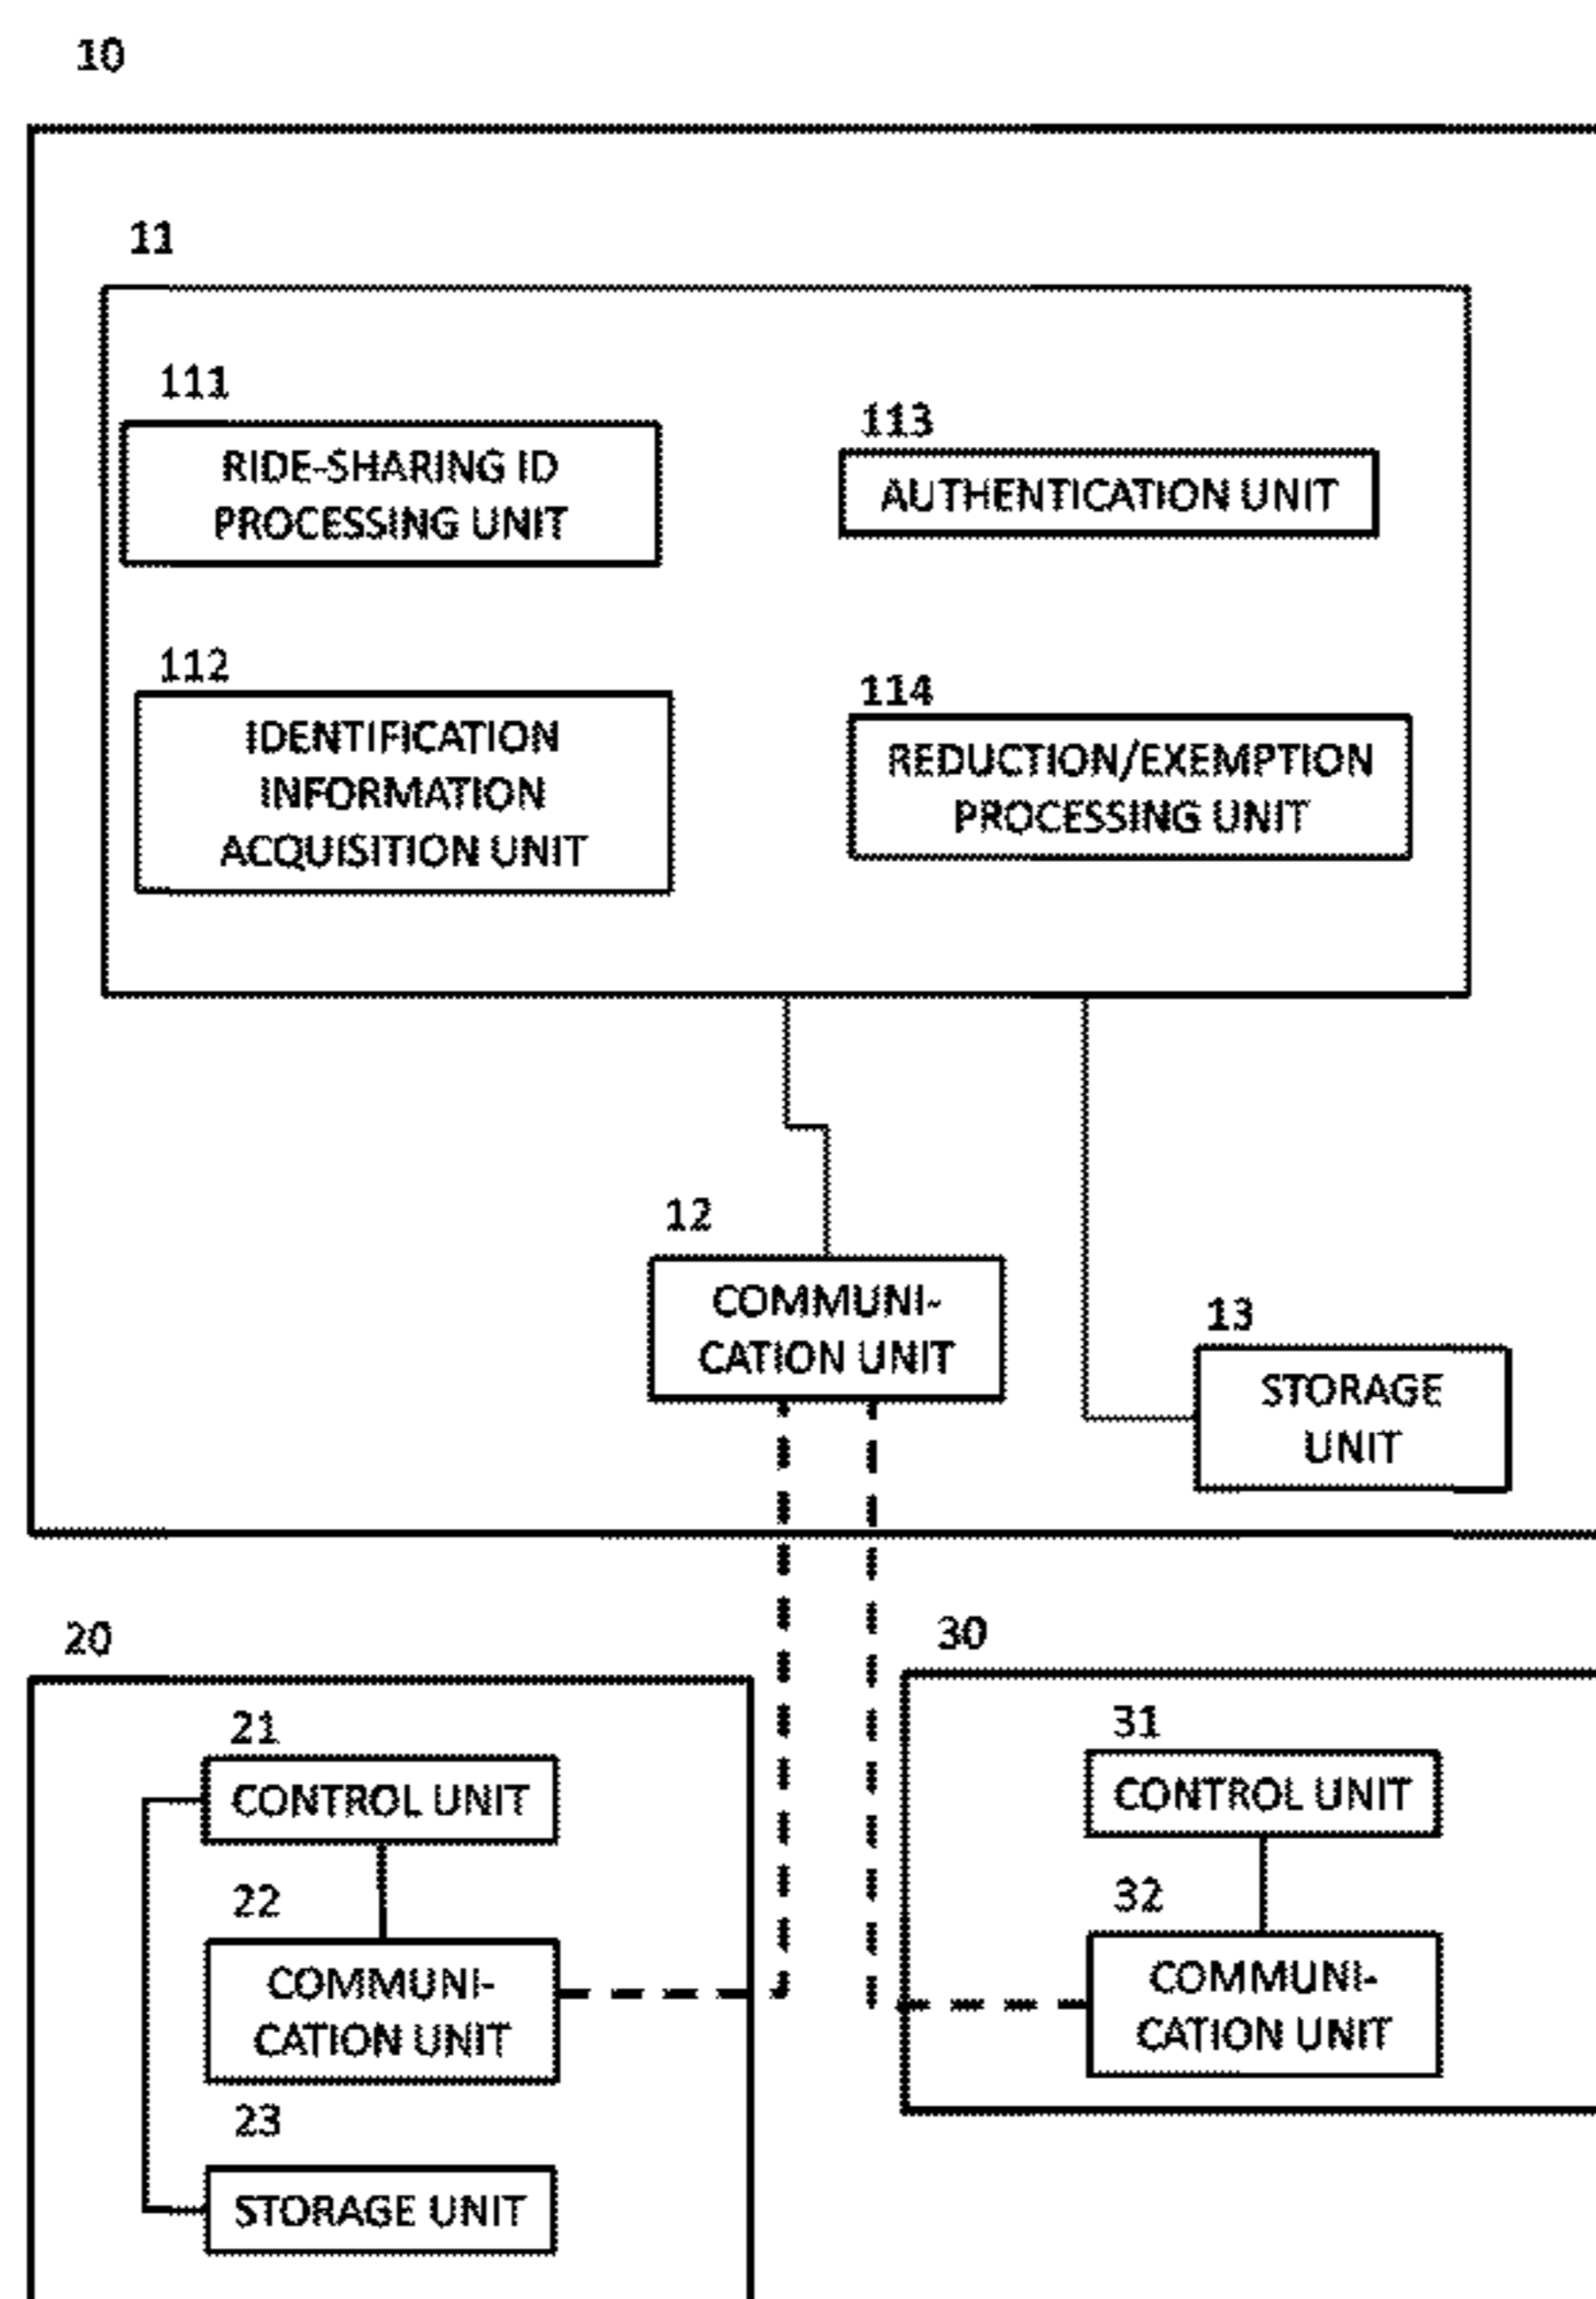 10
11
111
RIDE-SHARING ID
PROCESSING UNIT
113
AUTHENTICATION UNIT
112
IDENTIFICATION
INFORMATION
ACQUISITION UNIT
114
REDUCTION/EXEMPTION
PROCESSING UNIT
12
COMMUNI-
CATION UNIT
13
STORAGE
UNIT
20
21
CONTROL UNIT
22
COMMUNI-
CATION UNIT
23
STORAGE UNIT
30
31
CONTROL UNIT
32
COMMUNI-
CATION UNIT